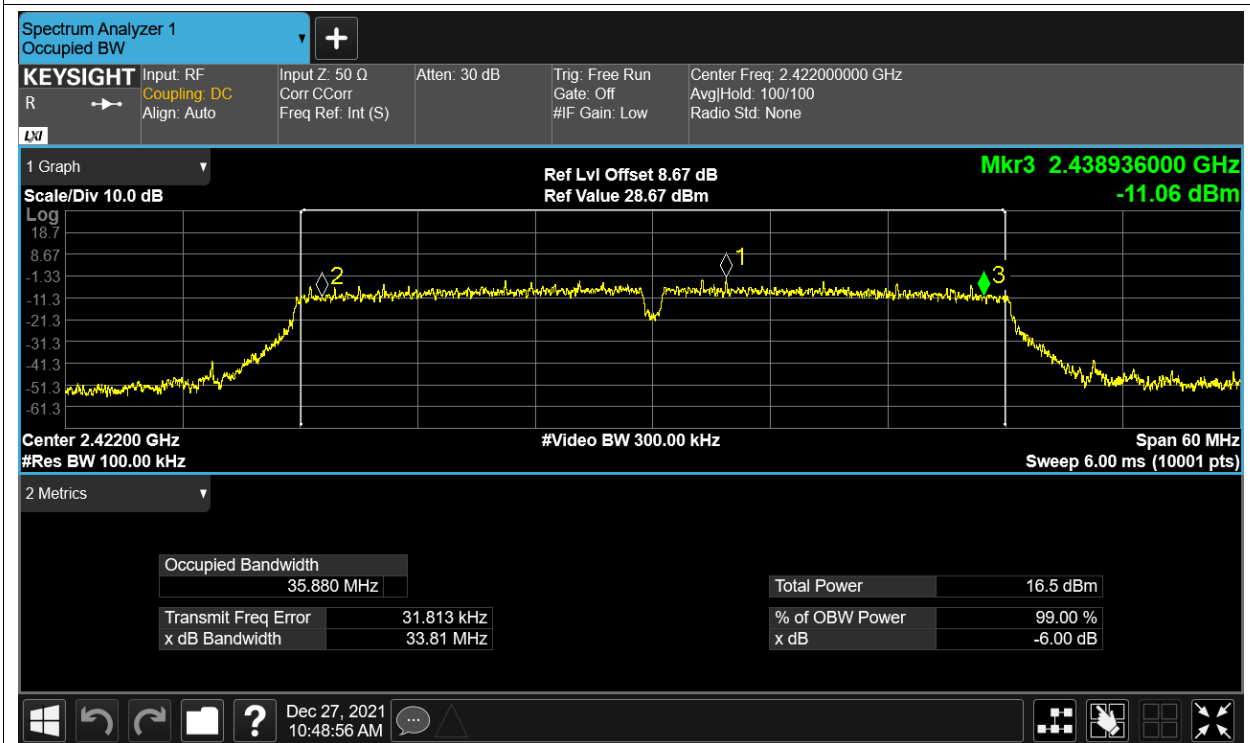 Spectrum Analyzer 1
Occupied BW
KEYSIGHT
R
LXI
Input: RF
Coupling: DC
Align: Auto
Input Z: 50 Ω
Corr CCorr
Freq Ref: Int (S)
Atten: 30 dB
Trig: Free Run
Gate: Off
#IF Gain: Low
Center Freq: 2.422000000 GHz
Avg|Hold: 100/100
Radio Std: None
1 Graph
Scale/Div 10.0 dB
Ref Lvl Offset 8.67 dB
Ref Value 28.67 dBm
Mkr3 2.438936000 GHz
-11.06 dBm
Log
18.7
8.67
-1.33
-11.3
-21.3
-31.3
-41.3
-51.3
-61.3
2
1
3
Center 2.42200 GHz
#Res BW 100.00 kHz
#Video BW 300.00 kHz
Span 60 MHz
Sweep 6.00 ms (10001 pts)
2 Metrics
Occupied Bandwidth
35.880 MHz
Total Power 16.5 dBm
Transmit Freq Error 31.813 kHz
% of OBW Power 99.00 %
x dB Bandwidth 33.81 MHz
x dB -6.00 dB
?
Dec 27, 2021
10:48:56 AM